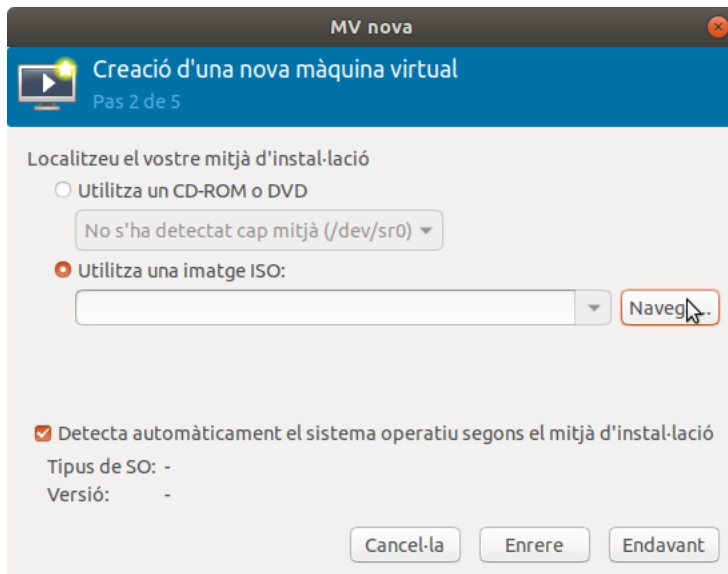 MV nova
Creació d'una nova màquina virtual
Pas 2 de 5
Localitzeu el vostre mitjà d'instal·lació
Utilitza un CD-ROM o DVD
No s'ha detectat cap mitjà (/dev/sr0)
Utilitza una imatge ISO:
Detecta automàticament el sistema operatiu segons el mitjà d'instal·lació
Tipus de SO: -
Versió: -
Cancel·la Enrere Endavant